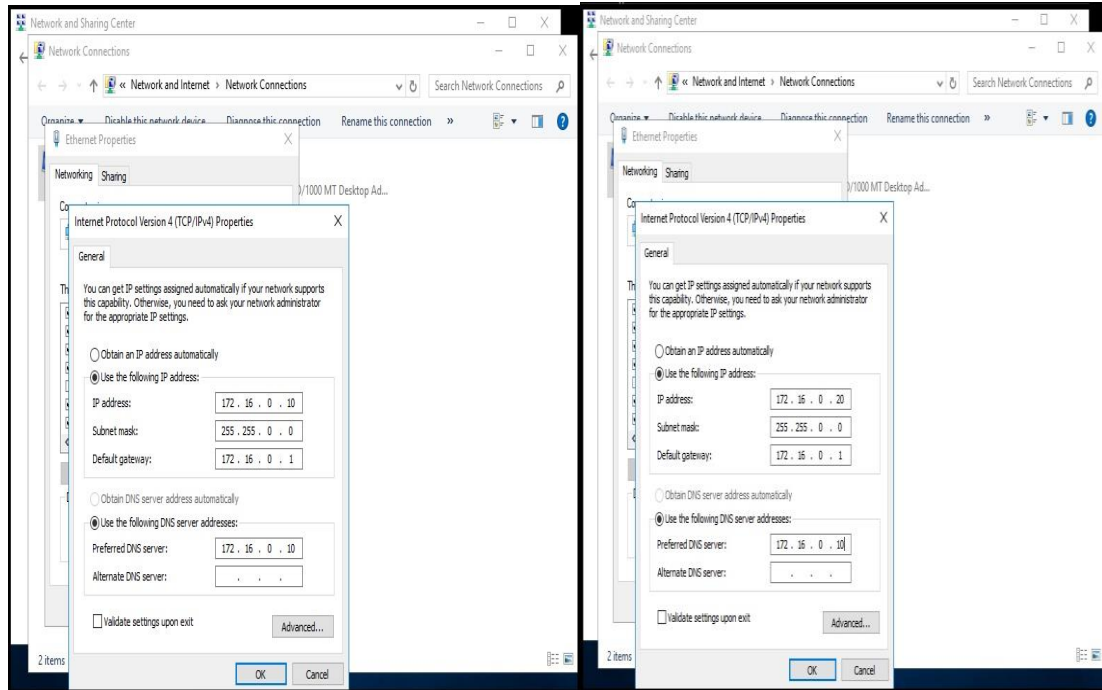 Network and Sharing Center
Network Connections
« Network and Internet > Network Connections
Search Network Connections
Organize Disable this network device Diagnose this connection Rename this connection »
Ethernet Properties
Networking Sharing
0/1000 MT Desktop Ad...
Internet Protocol Version 4 (TCP/IPv4) Properties
General
You can get IP settings assigned automatically if your network supports
this capability. Otherwise, you need to ask your network administrator
for the appropriate IP settings.
Obtain an IP address automatically
Use the following IP address:
IP address: 172 . 16 . 0 . 10
Subnet mask: 255 . 255 . 0 . 0
Default gateway: 172 . 16 . 0 . 1
Obtain DNS server address automatically
Use the following DNS server addresses:
Preferred DNS server: 172 . 16 . 0 . 10
Alternate DNS server: . . .
Validate settings upon exit
Advanced...
2 items
OK Cancel
Network and Sharing Center
Network Connections
« Network and Internet > Network Connections
Search Network Connections
Organize Disable this network device Diagnose this connection Rename this connection »
Ethernet Properties
Networking Sharing
0/1000 MT Desktop Ad...
Internet Protocol Version 4 (TCP/IPv4) Properties
General
You can get IP settings assigned automatically if your network supports
this capability. Otherwise, you need to ask your network administrator
for the appropriate IP settings.
Obtain an IP address automatically
Use the following IP address:
IP address: 172 . 16 . 0 . 20
Subnet mask: 255 . 255 . 0 . 0
Default gateway: 172 . 16 . 0 . 1
Obtain DNS server address automatically
Use the following DNS server addresses:
Preferred DNS server: 172 . 16 . 0 . 10
Alternate DNS server: . . .
Validate settings upon exit
Advanced...
2 items
OK Cancel